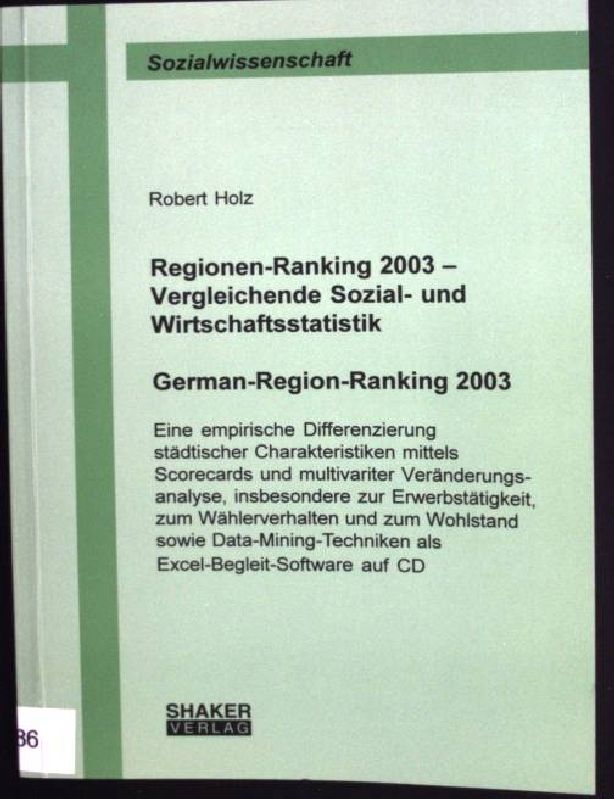 Sozialwissenschaft
Robert Holz
Regionen-Ranking 2003 –
Vergleichende Sozial- und
Wirtschaftsstatistik
German-Region-Ranking 2003
Eine empirische Differenzierung
städtischer Charakteristiken mittels
Scorecards und multivariter Veränderungs-
analyse, insbesondere zur Erwerbstätigkeit,
zum Wählerverhalten und zum Wohlstand
sowie Data-Mining-Techniken als
Excel-Begleit-Software auf CD
SHAKER
VERLAG